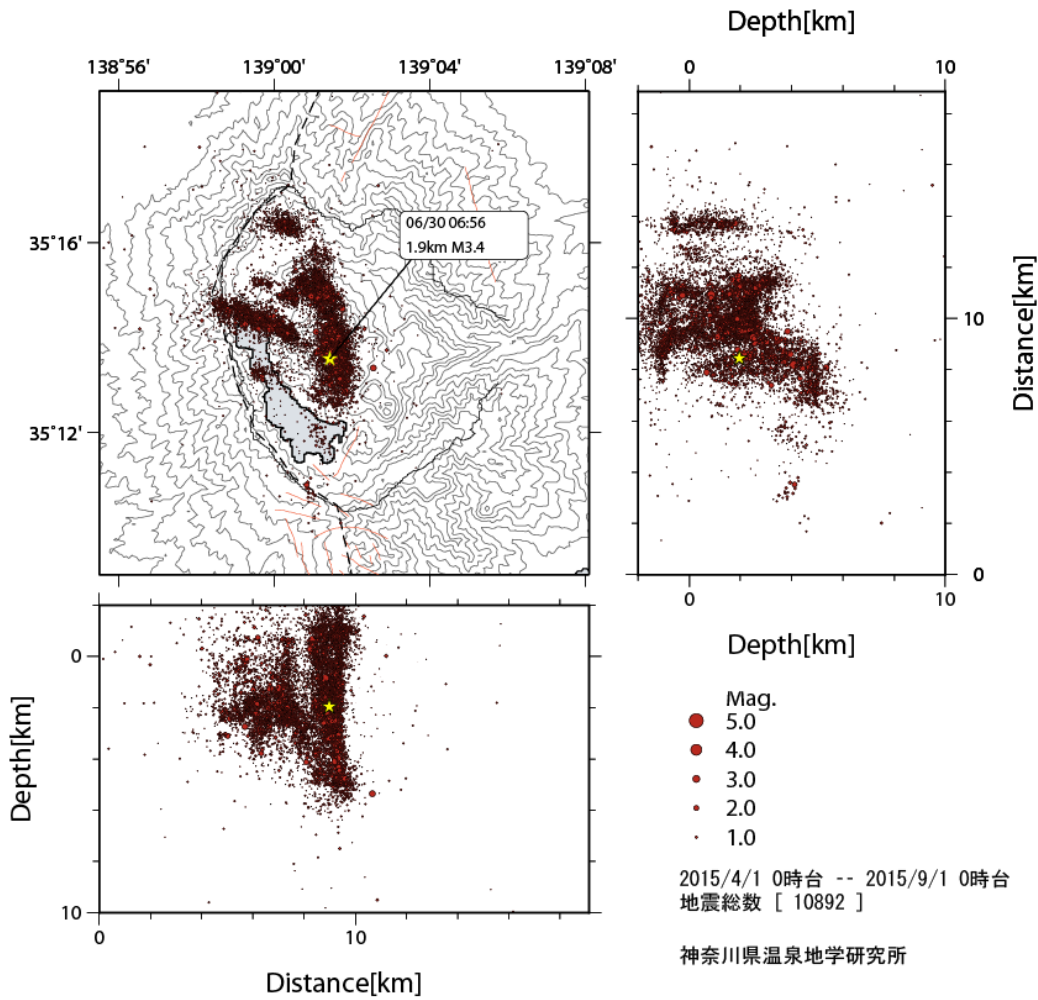 Depth[km]
138°56' 139°00' 139°04' 139°08'
0 10
35°16'
35°12'
06/30 06:56
1.9km M3.4
10
0
Distance[km]
0 10
Depth[km]
0
10
Depth[km]
0 10
Distance[km]
Mag.
5.0
4.0
3.0
2.0
1.0
2015/4/1 0時台 -- 2015/9/1 0時台
地震総数 [ 10892 ]
神奈川県温泉地学研究所